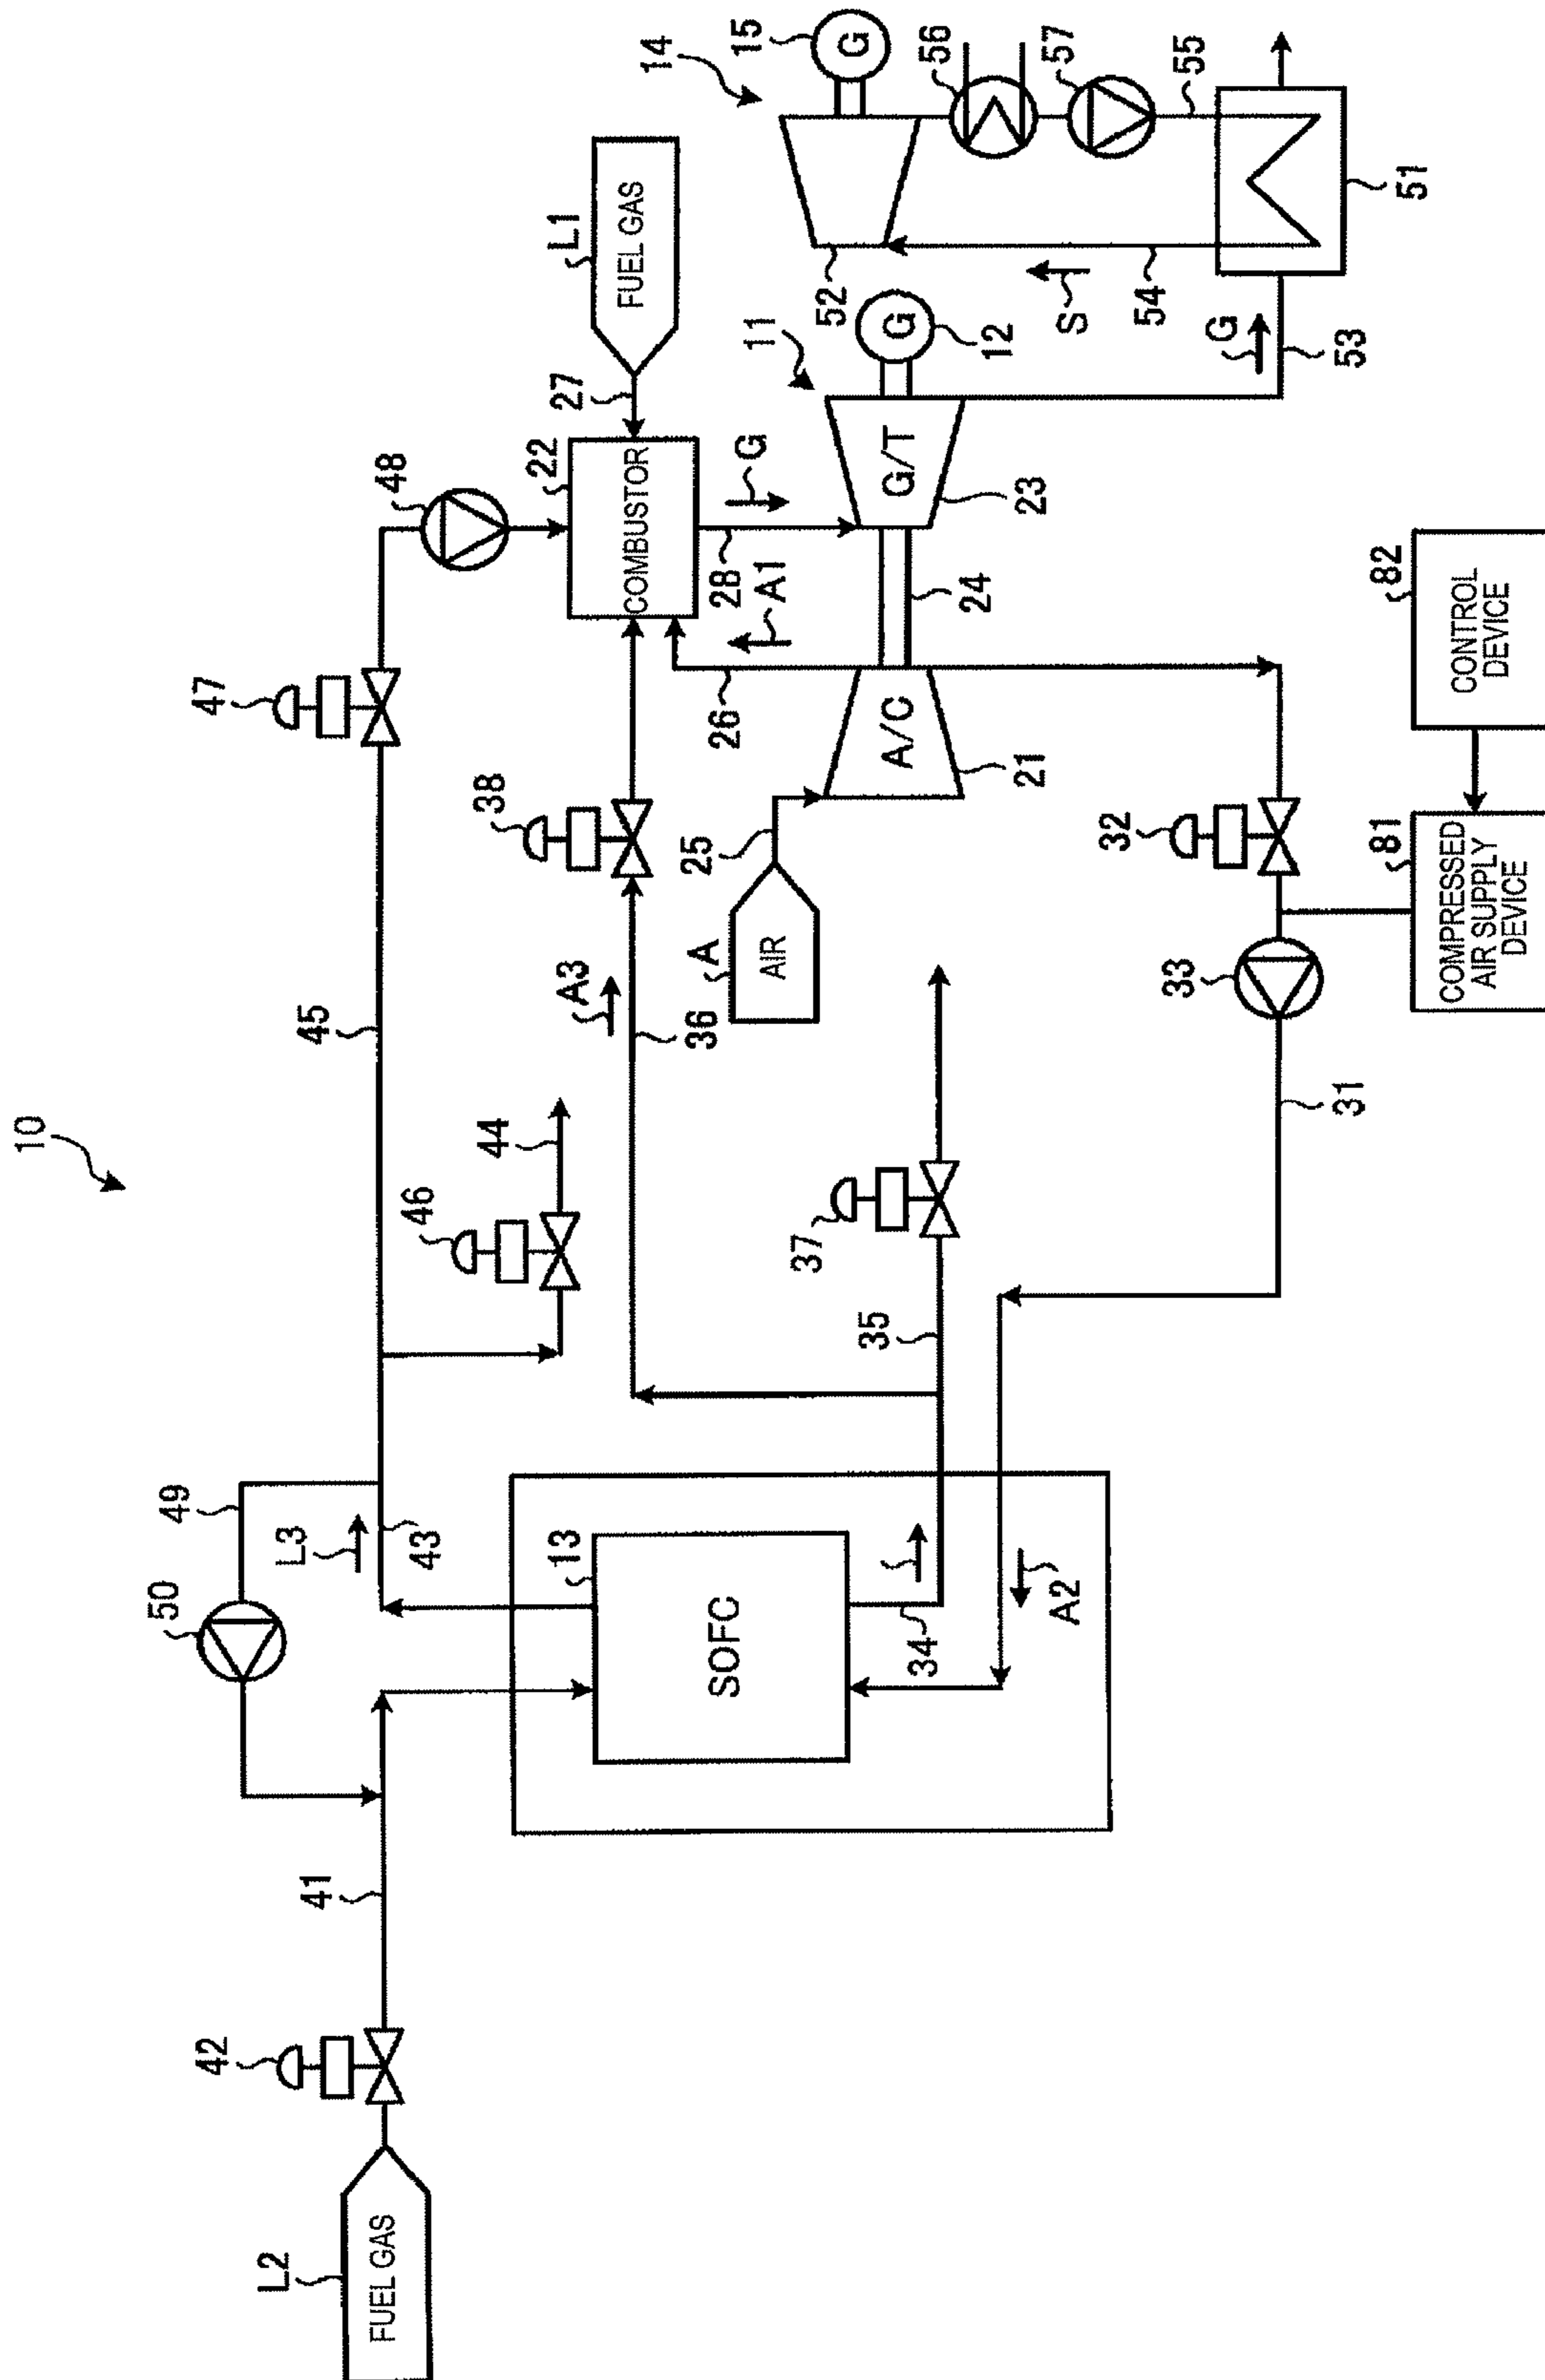 10
L2
FUEL GAS
42
41
50
49
L3
43
45
44
46
47
48
L1
FUEL GAS
27
22
COMBUSTOR
G
28
A1
26
38
A3
36
A
AIR
25
A/C
21
24
G/T
23
11
G
12
14
15
G
56
57
55
52
S
54
51
G
53
13
SOFC
34
A2
35
37
31
33
32
81
COMPRESSED
AIR SUPPLY
DEVICE
82
CONTROL
DEVICE